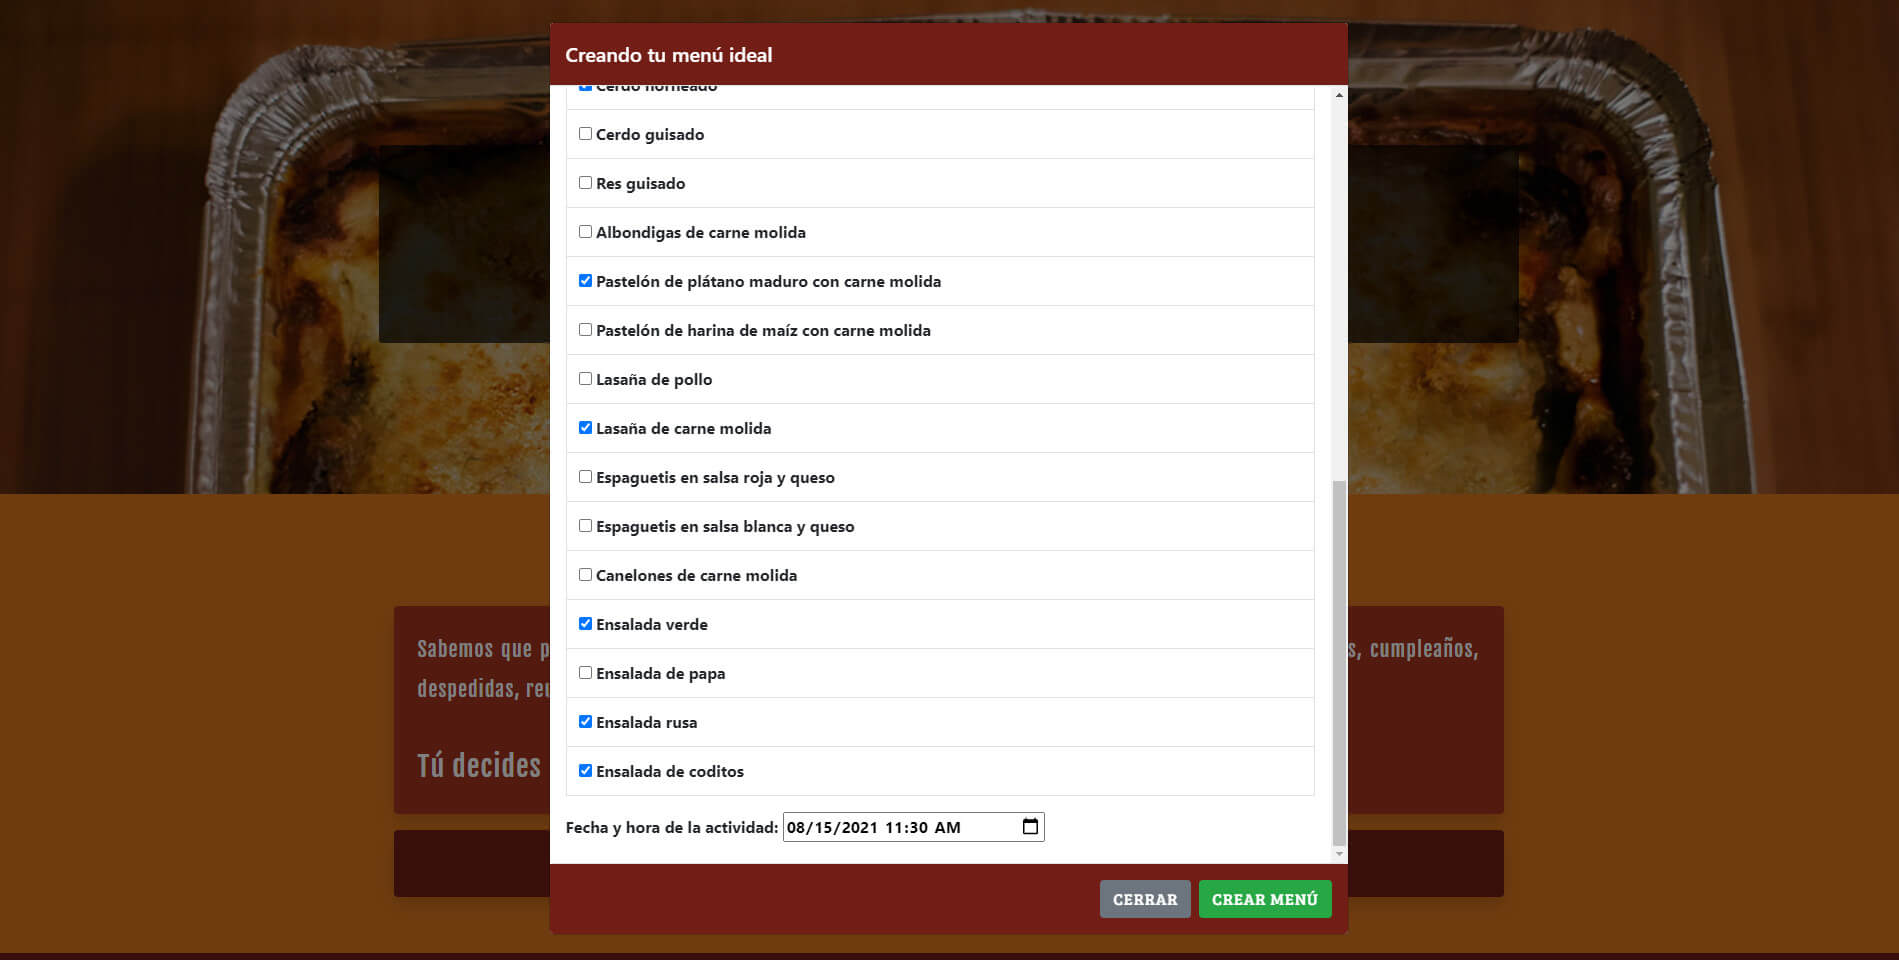 Creando tu menú ideal
Cerdo horneado
Cerdo guisado
Res guisado
Albondigas de carne molida
Pastelón de plátano maduro con carne molida
Pastelón de harina de maíz con carne molida
Lasaña de pollo
Lasaña de carne molida
Espaguetis en salsa roja y queso
Espaguetis en salsa blanca y queso
Canelones de carne molida
Ensalada verde
Ensalada de papa
Ensalada rusa
Ensalada de coditos
Fecha y hora de la actividad: 08/15/2021 11:30 AM
CERRAR CREAR MENÚ
Sabemos que cumpleaños,
despedidas,
Tú decides